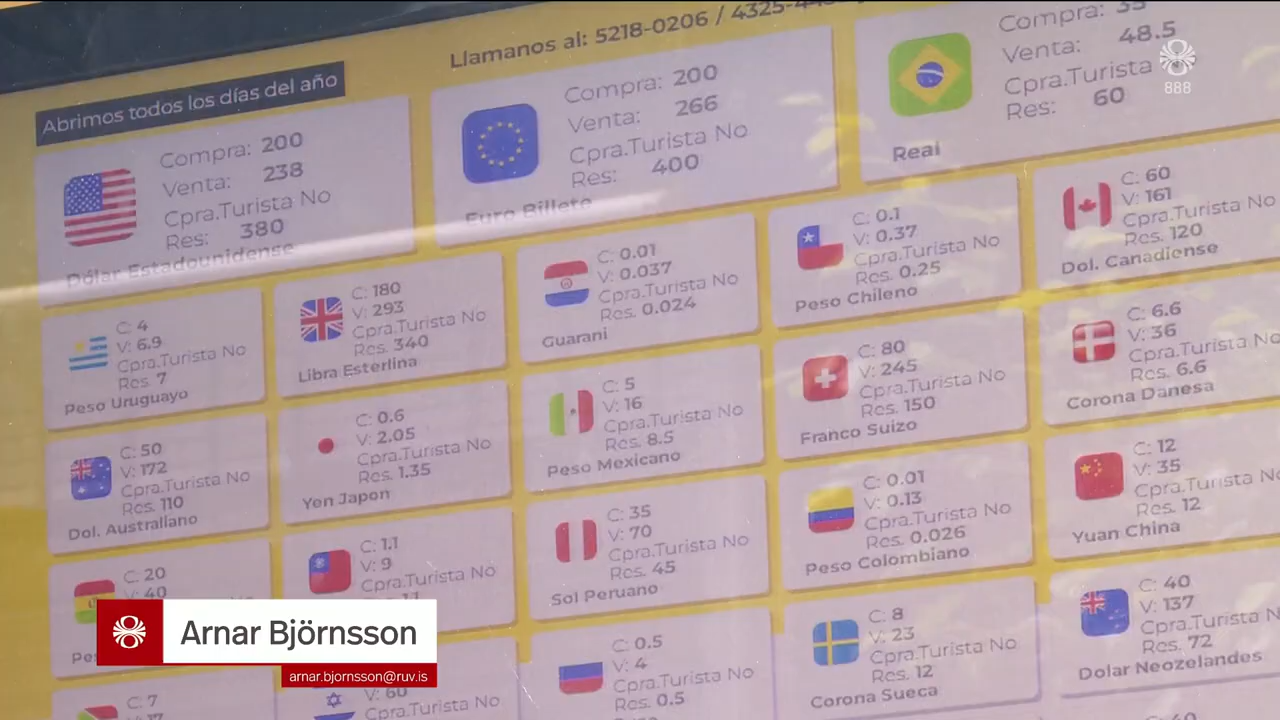 Llamanos al: 5218-0206 / 4325-44
888
Abrimos todos los días del año
Compra: 200
Venta: 238
Cpra.Turista No
Res: 380
Dólar Estadounidense
Compra: 200
Venta: 266
Cpra.Turista No
Res: 400
Euro Billete
Compra: 35
Venta: 48.5
Cpra.Turista
Res: 60
Real
C: 4
V: 6.9
Cpra.Turista No
Res 7
Peso Uruguayo
C: 180
V: 293
Cpra.Turista No
Res. 340
Libra Esterlina
C: 0.01
V: 0.037
Cpra.Turista No
Res. 0.024
Guarani
C: 0.1
V: 0.37
Cpra.Turista No
Res. 0.25
Peso Chileno
C: 60
V: 161
Cpra.Turista No
Res. 120
Dol. Canadiense
C: 50
V: 172
Cpra.Turista No
Res. 110
Dol. Australiano
C: 0.6
V: 2.05
Cpra.Turista No
Res. 1.35
Yen Japon
C: 5
V: 16
Cpra.Turista No
Res. 8.5
Peso Mexicano
C: 80
V: 245
Cpra.Turista No
Res. 150
Franco Suizo
C: 6.6
V: 36
Cpra.Turista No
Res. 6.6
Corona Danesa
C: 20
V: 40
C: 1.1
V: 9
Cpra.Turista No
C: 35
V: 70
Cpra.Turista No
Res. 45
Sol Peruano
C: 0.01
V: 0.13
Cpra.Turista No
Res. 0.026
Peso Colombiano
C: 12
V: 35
Cpra.Turista No
Res. 12
Yuan China
C: 7
V: 60
Cpra.Turista No
C: 0.5
V: 4
Cpra.Turista No
Res. 0.5
C: 8
V: 23
Cpra.Turista No
Res. 12
Corona Sueca
C: 40
V: 137
Cpra.Turista N
Res. 72
Dolar Neozelandes
Arnar Björnsson
arnar.bjornsson@ruv.is